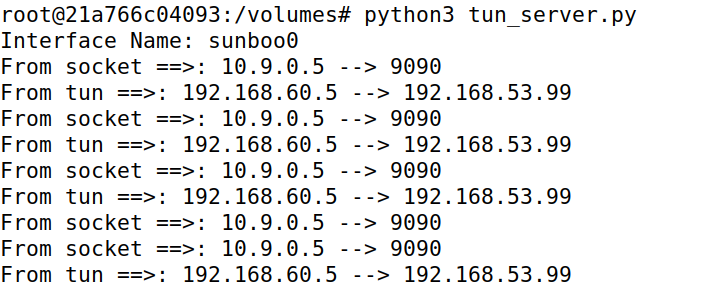 root@21a766c04093:/volumes# python3 tun_server.py
Interface Name: sunboo0
From socket ==>: 10.9.0.5 --> 9090
From tun ==>: 192.168.60.5 --> 192.168.53.99
From socket ==>: 10.9.0.5 --> 9090
From tun ==>: 192.168.60.5 --> 192.168.53.99
From socket ==>: 10.9.0.5 --> 9090
From tun ==>: 192.168.60.5 --> 192.168.53.99
From socket ==>: 10.9.0.5 --> 9090
From socket ==>: 10.9.0.5 --> 9090
From tun ==>: 192.168.60.5 --> 192.168.53.99